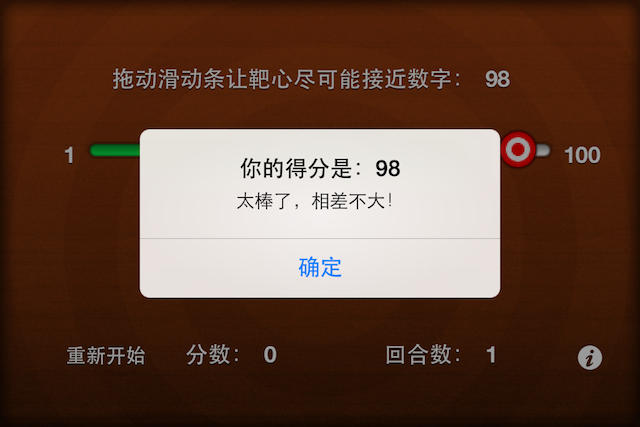 拖动滑动条让靶心尽可能接近数字： 98
1 100
你的得分是：98
太棒了，相差不大！
确定
重新开始 分数： 0 回合数： 1 i